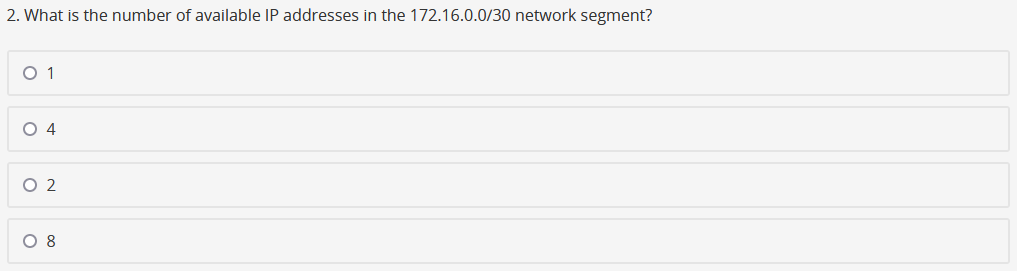 2. What is the number of available IP addresses in the 172.16.0.0/30 network segment?
1
4
2
8